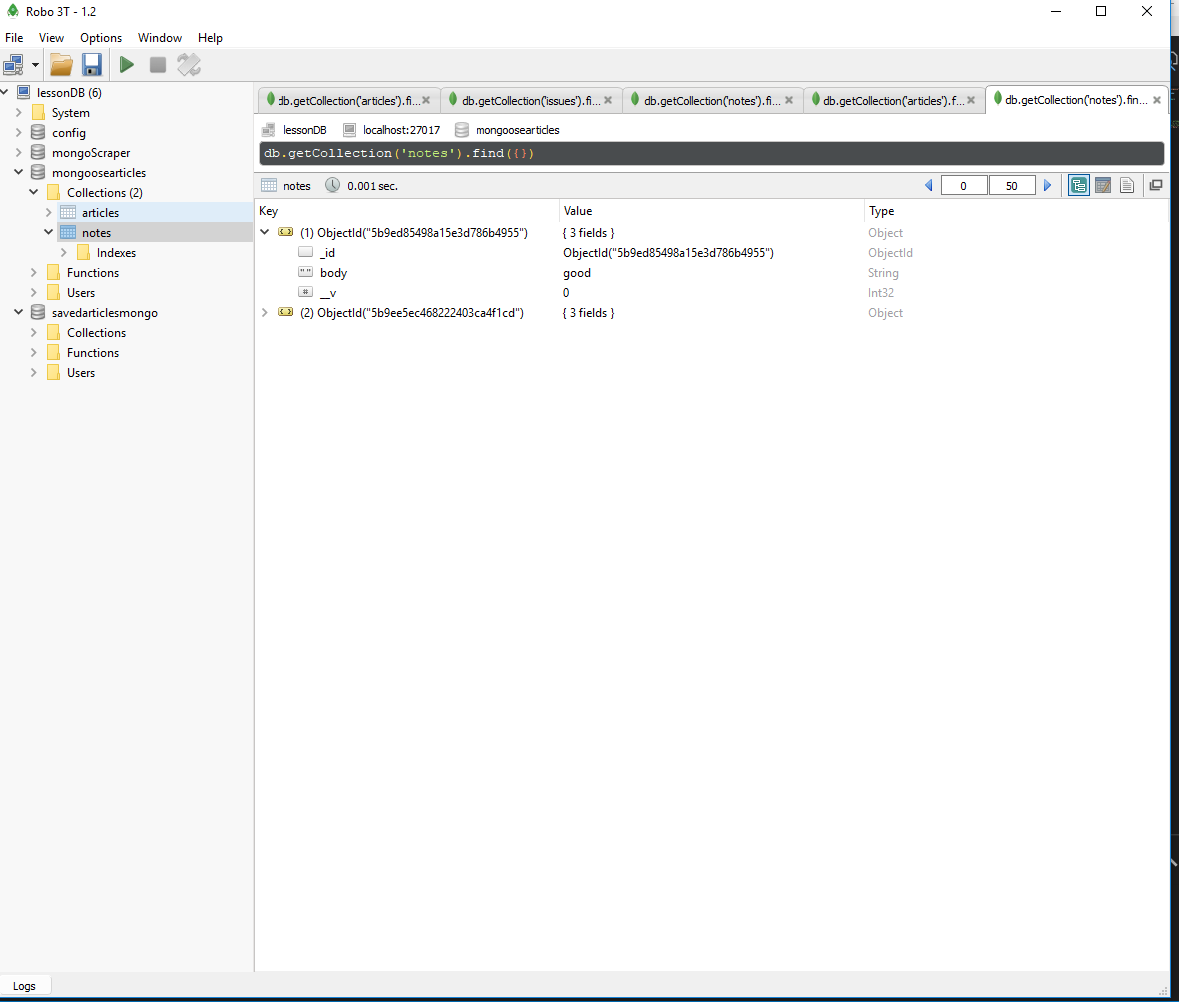 Robo 3T - 1.2
File View Options Window Help
lessonDB (6)
System
config
mongoScraper
mongoosearticles
Collections (2)
articles
notes
Indexes
Functions
Users
savedarticlesmongo
Collections
Functions
Users
db.getCollection('articles').fi... db.getCollection('issues').fi... db.getCollection('notes').fi... db.getCollection('articles').f... db.getCollection('notes').fin...
lessonDB localhost:27017 mongoosearticles
db.getCollection('notes').find({})
notes 0.001 sec. 0 50
Key Value Type
(1) ObjectId("5b9ed85498a15e3d786b4955") { 3 fields } Object
_id ObjectId("5b9ed85498a15e3d786b4955") ObjectId
" " body good String
# __v 0 Int32
(2) ObjectId("5b9ee5ec468222403ca4f1cd") { 3 fields } Object
Logs